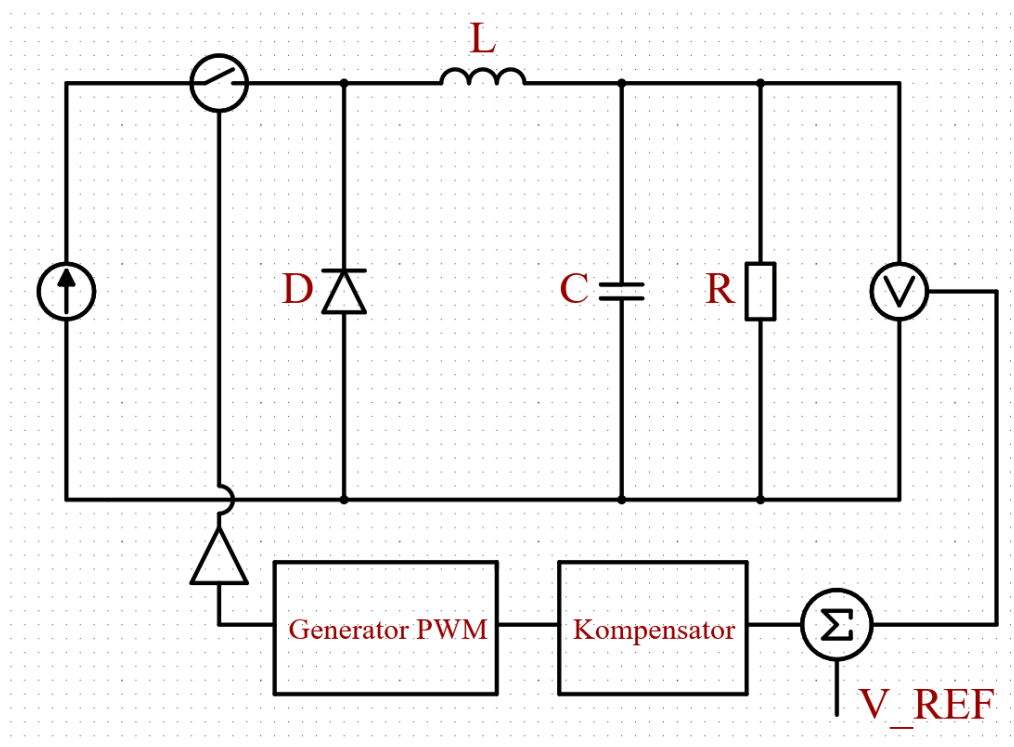 L
D
C
R
V
Generator PWM
Kompensator
Σ
V_REF